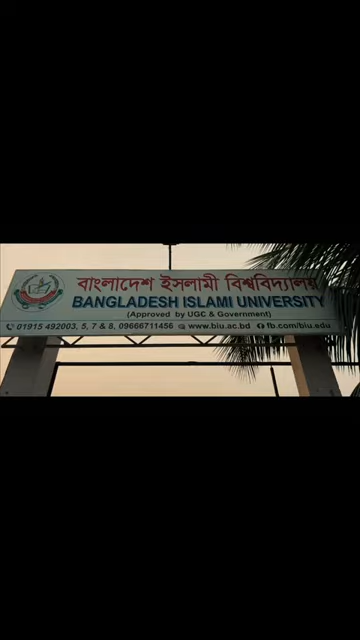 বাংলাদেশ ইসলামী বিশ্ববিদ্যালয়
BANGLADESH ISLAMI UNIVERSITY
(Approved by UGC & Government)
01915 492003, 5, 7 & 8, 09666711456 www.biu.ac.bd fb.com/biu.edu